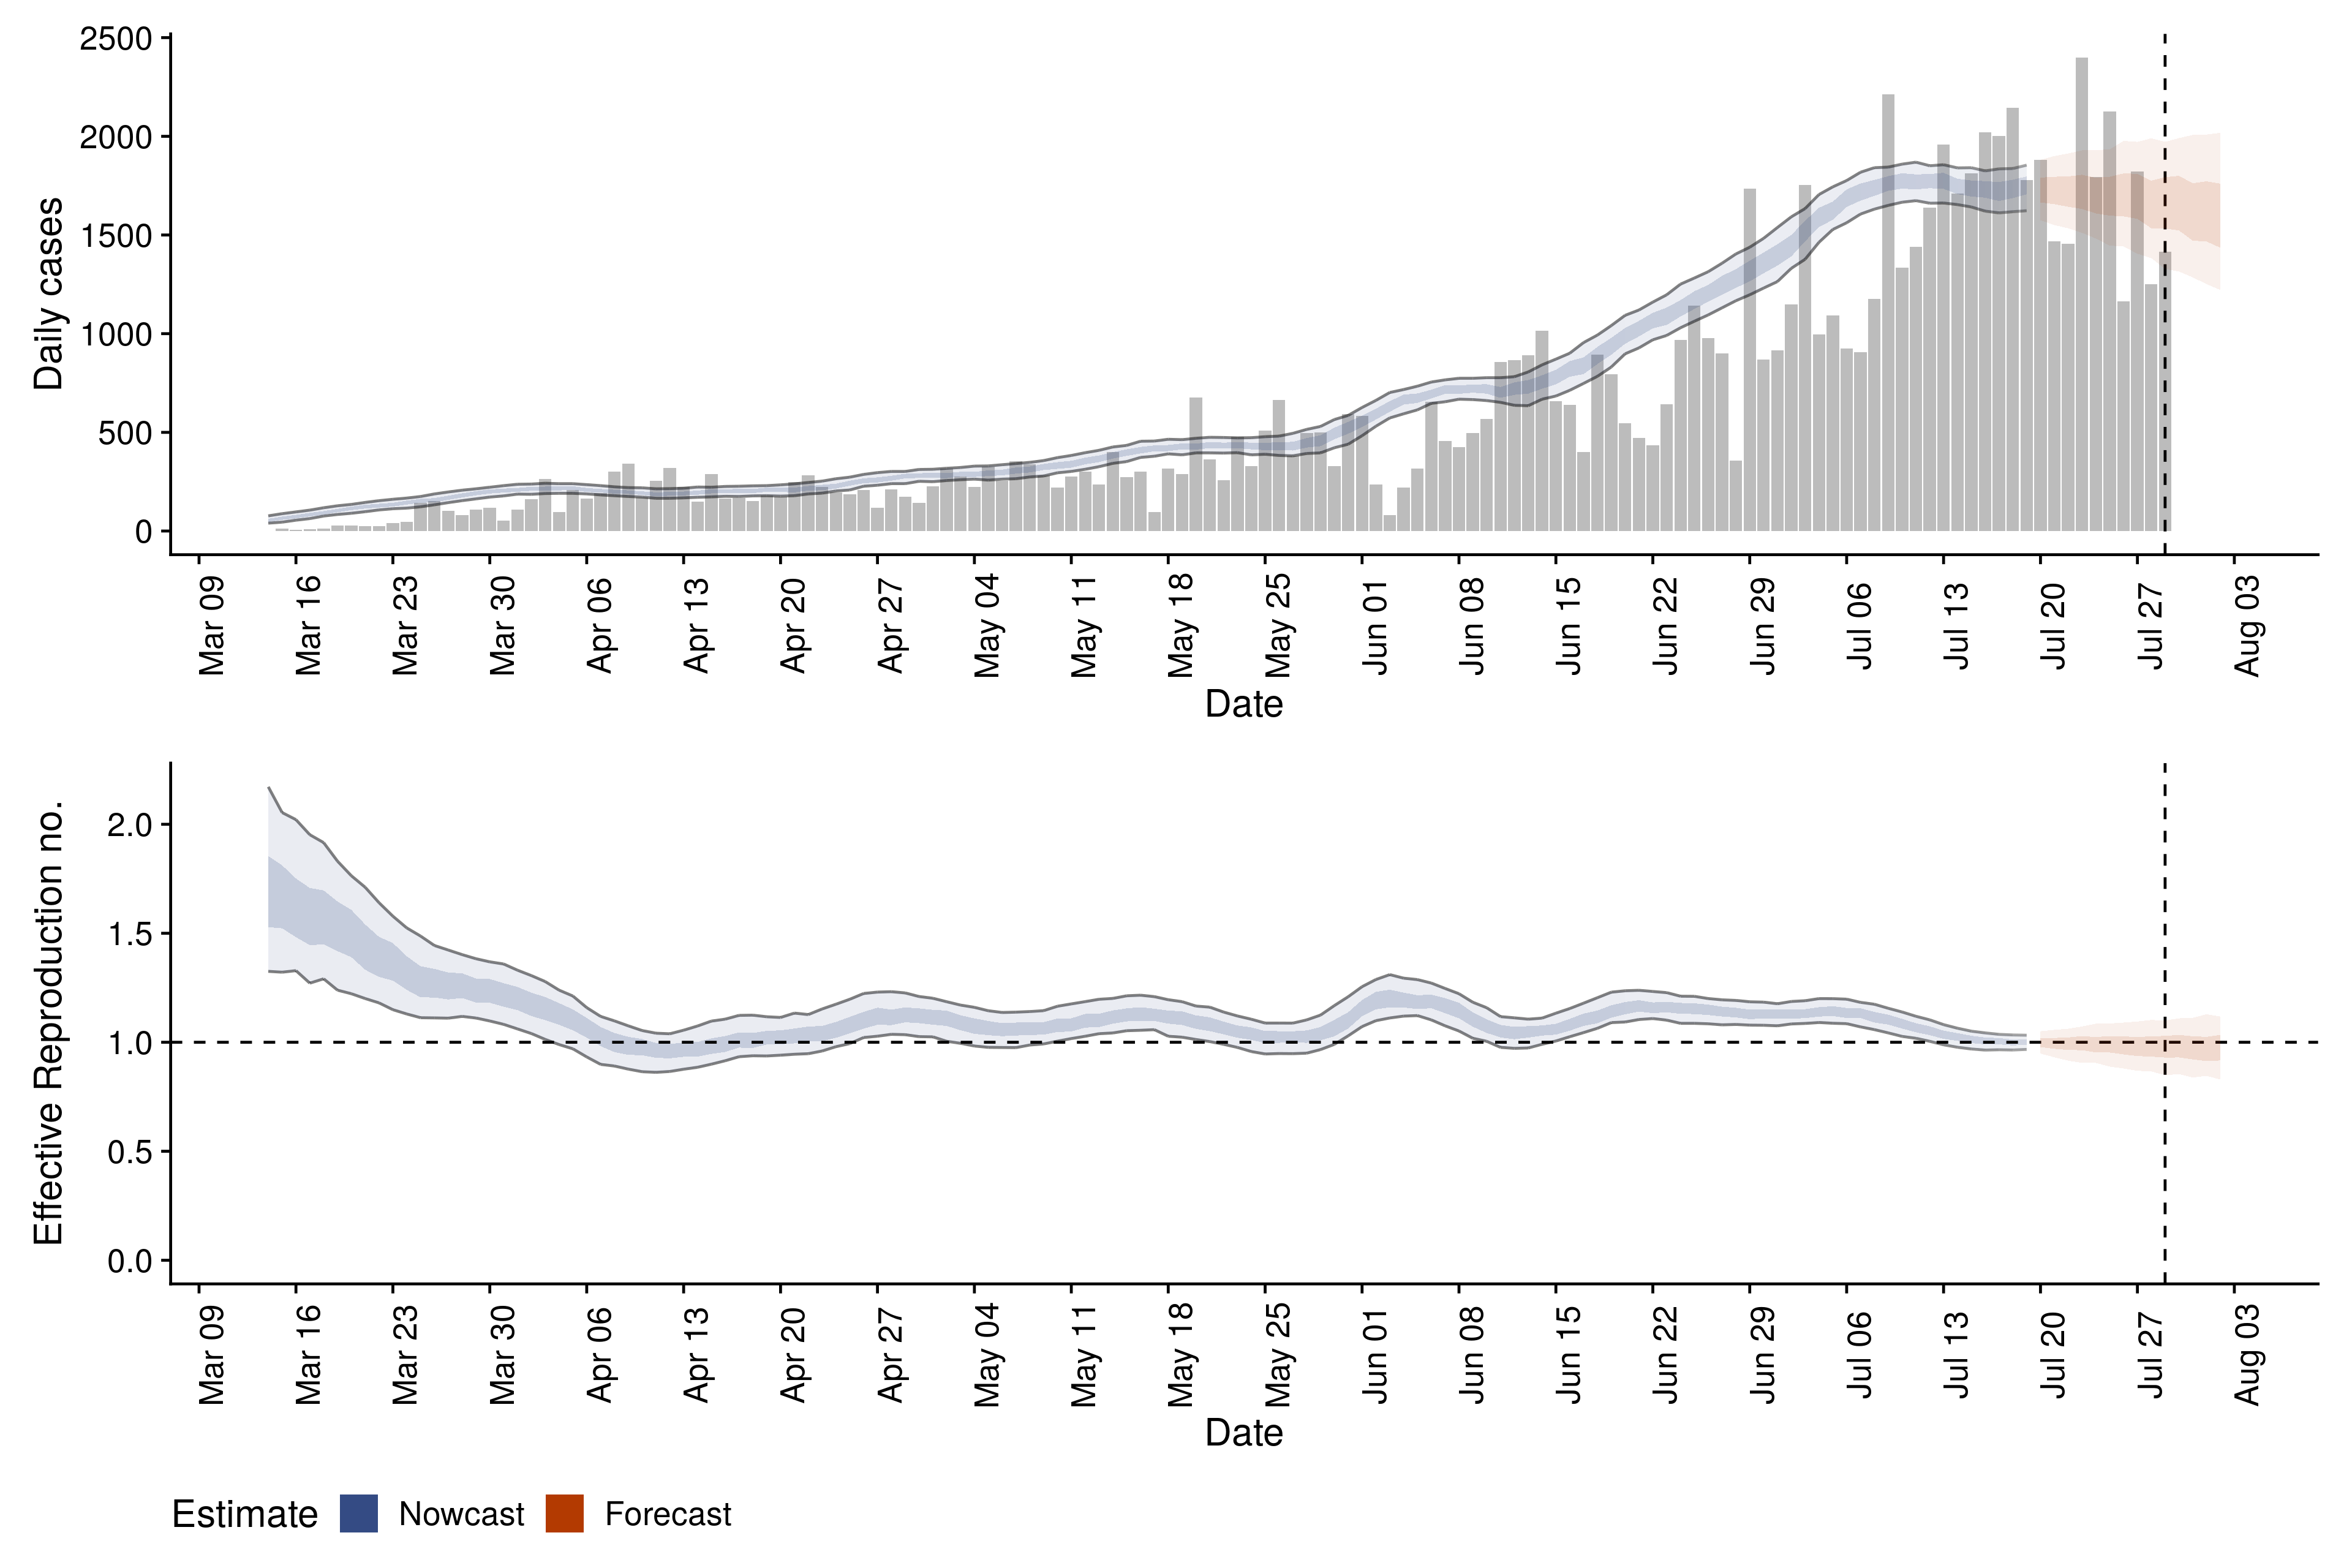 Daily cases
2500
2000
1500
1000
500
0
Mar 09 Mar 16 Mar 23 Mar 30 Apr 06 Apr 13 Apr 20 Apr 27 May 04 May 11 May 18 May 25 Jun 01 Jun 08 Jun 15 Jun 22 Jun 29 Jul 06 Jul 13 Jul 20 Jul 27 Aug 03
Date
Effective Reproduction no.
2.0
1.5
1.0
0.5
0.0
Mar 09 Mar 16 Mar 23 Mar 30 Apr 06 Apr 13 Apr 20 Apr 27 May 04 May 11 May 18 May 25 Jun 01 Jun 08 Jun 15 Jun 22 Jun 29 Jul 06 Jul 13 Jul 20 Jul 27 Aug 03
Date
Estimate Nowcast Forecast